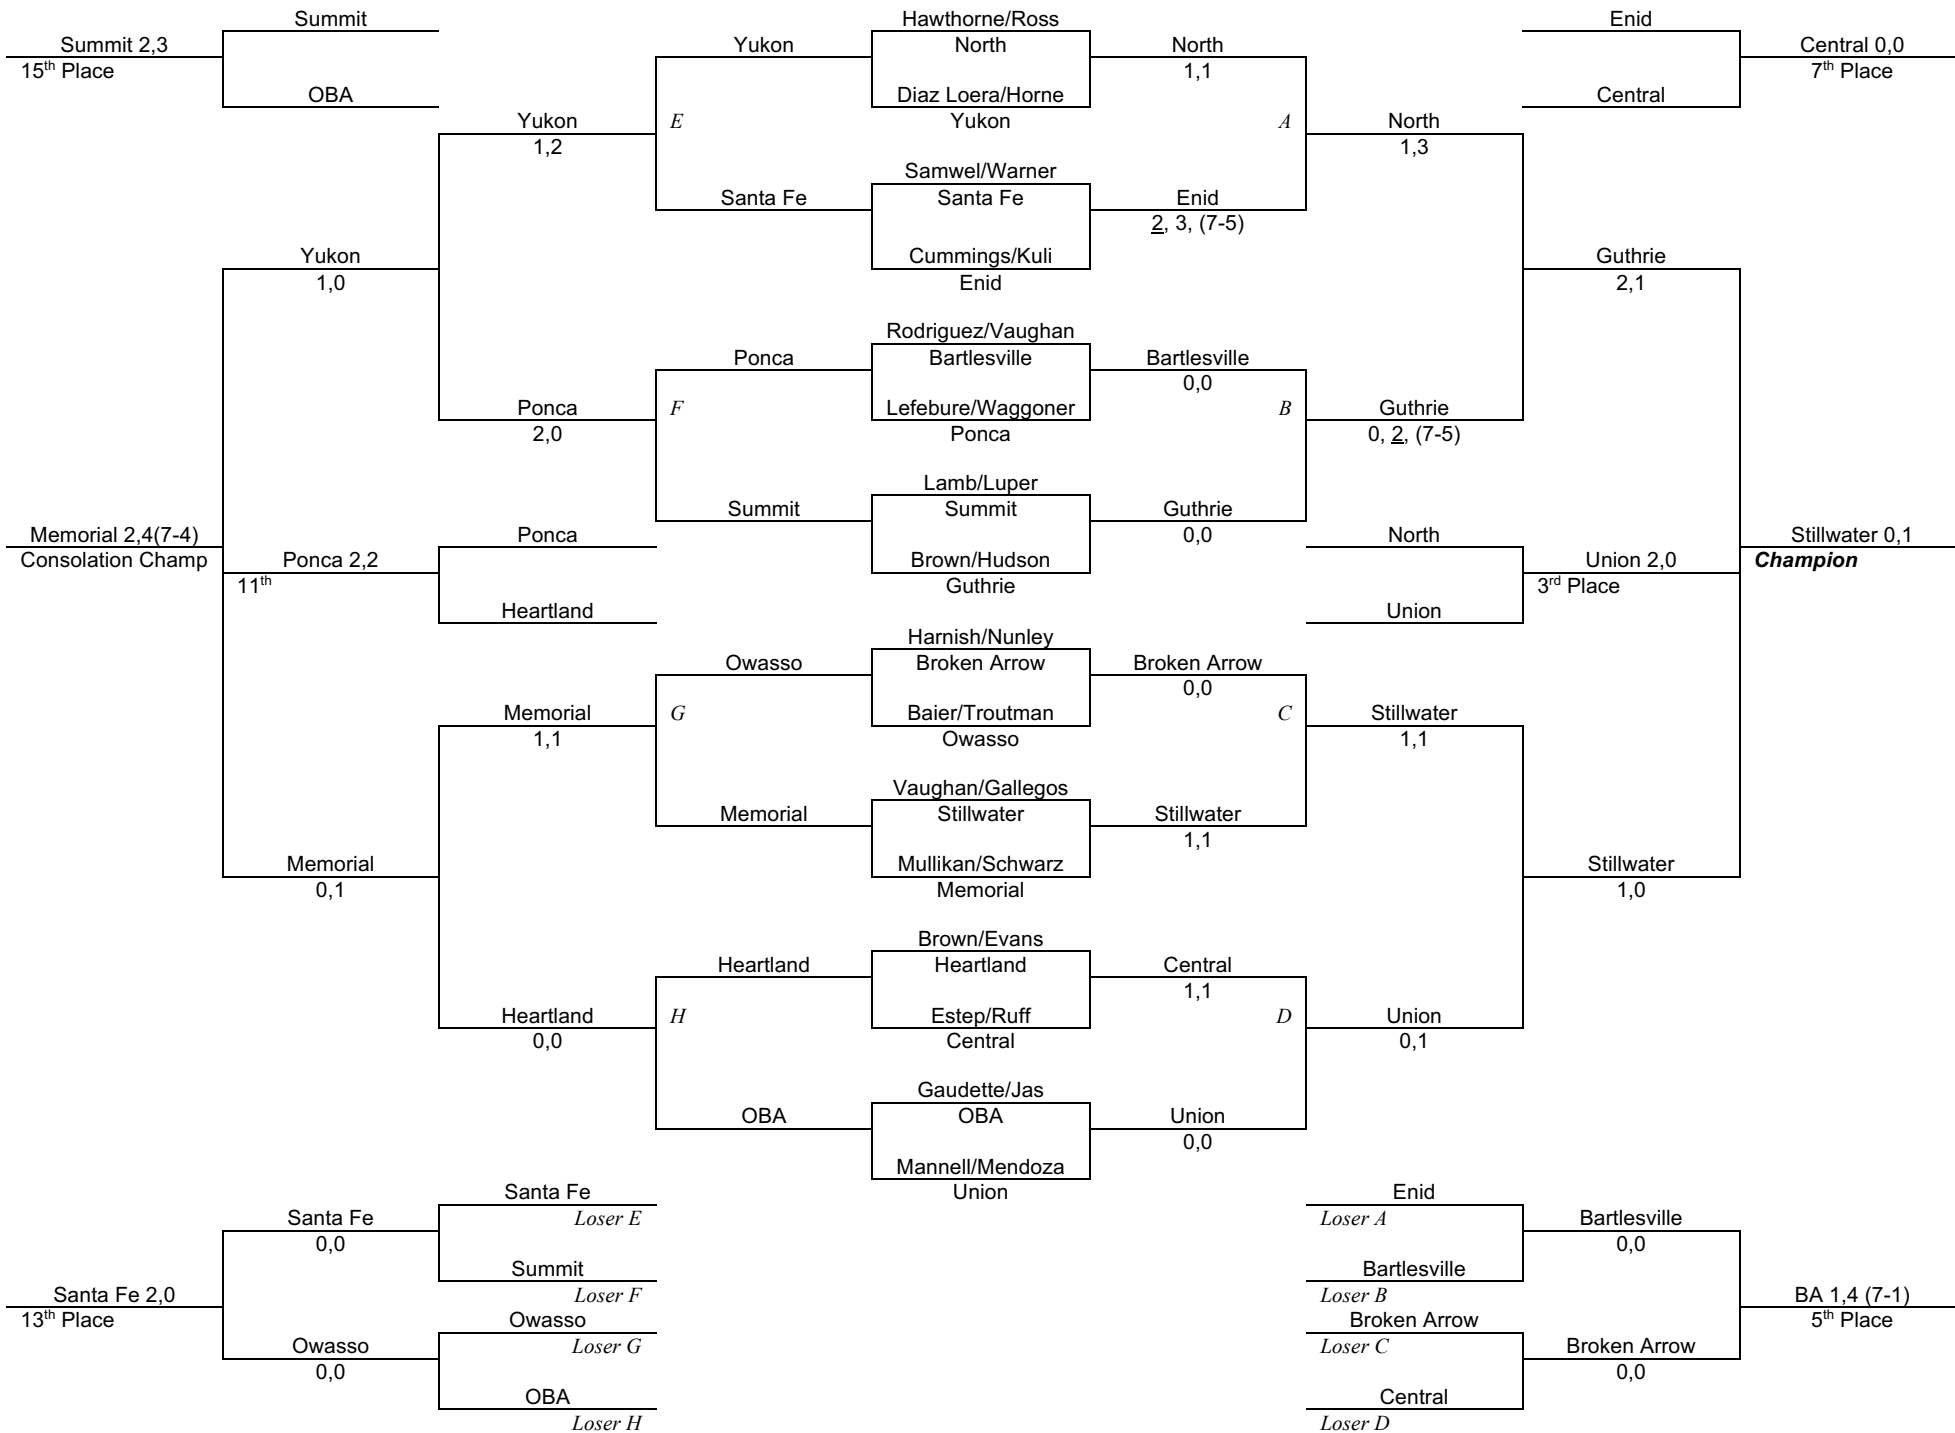 Summit
Summit 2,3
15th Place
OBA
Yukon
1,2
Yukon
1,0
Ponca
2,0
Memorial 2,4(7-4)
Consolation Champ
Ponca 2,2
11th
Ponca
Heartland
Memorial
1,1
Memorial
0,1
Heartland
0,0
Santa Fe
Loser E
Santa Fe
0,0
Summit
Loser F
Santa Fe 2,0
13th Place
Owasso
Loser G
Owasso
0,0
OBA
Loser H
Yukon
E
Santa Fe
Ponca
F
Summit
Owasso
G
Memorial
Heartland
H
OBA
Hawthorne/Ross
North
Diaz Loera/Horne
Yukon
Samwel/Warner
Santa Fe
Cummings/Kuli
Enid
Rodriguez/Vaughan
Bartlesville
Lefebure/Waggoner
Ponca
Lamb/Luper
Summit
Brown/Hudson
Guthrie
Harnish/Nunley
Broken Arrow
Baier/Troutman
Owasso
Vaughan/Gallegos
Stillwater
Mullikan/Schwarz
Memorial
Brown/Evans
Heartland
Estep/Ruff
Central
Gaudette/Jas
OBA
Mannell/Mendoza
Union
North
1,1
A
Enid
2, 3, (7-5)
Bartlesville
0,0
B
Guthrie
0,0
Broken Arrow
0,0
C
Stillwater
1,1
Central
1,1
D
Union
0,0
North
1,3
Guthrie
0, 2, (7-5)
North
Union
Stillwater
1,1
Union
0,1
Enid
Central 0,0
7th Place
Central
Guthrie
2,1
Union 2,0
3rd Place
Stillwater 0,1
Champion
Stillwater
1,0
Enid
Loser A
Bartlesville
0,0
Bartlesville
Loser B
BA 1,4 (7-1)
5th Place
Broken Arrow
Loser C
Broken Arrow
0,0
Central
Loser D